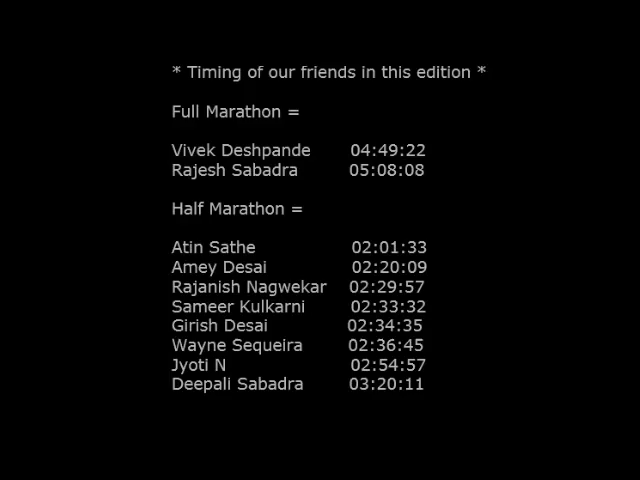 * Timing of our friends in this edition *
Full Marathon =
Vivek Deshpande 04:49:22
Rajesh Sabadra 05:08:08
Half Marathon =
Atin Sathe 02:01:33
Amey Desai 02:20:09
Rajanish Nagwekar 02:29:57
Sameer Kulkarni 02:33:32
Girish Desai 02:34:35
Wayne Sequeira 02:36:45
Jyoti N 02:54:57
Deepali Sabadra 03:20:11